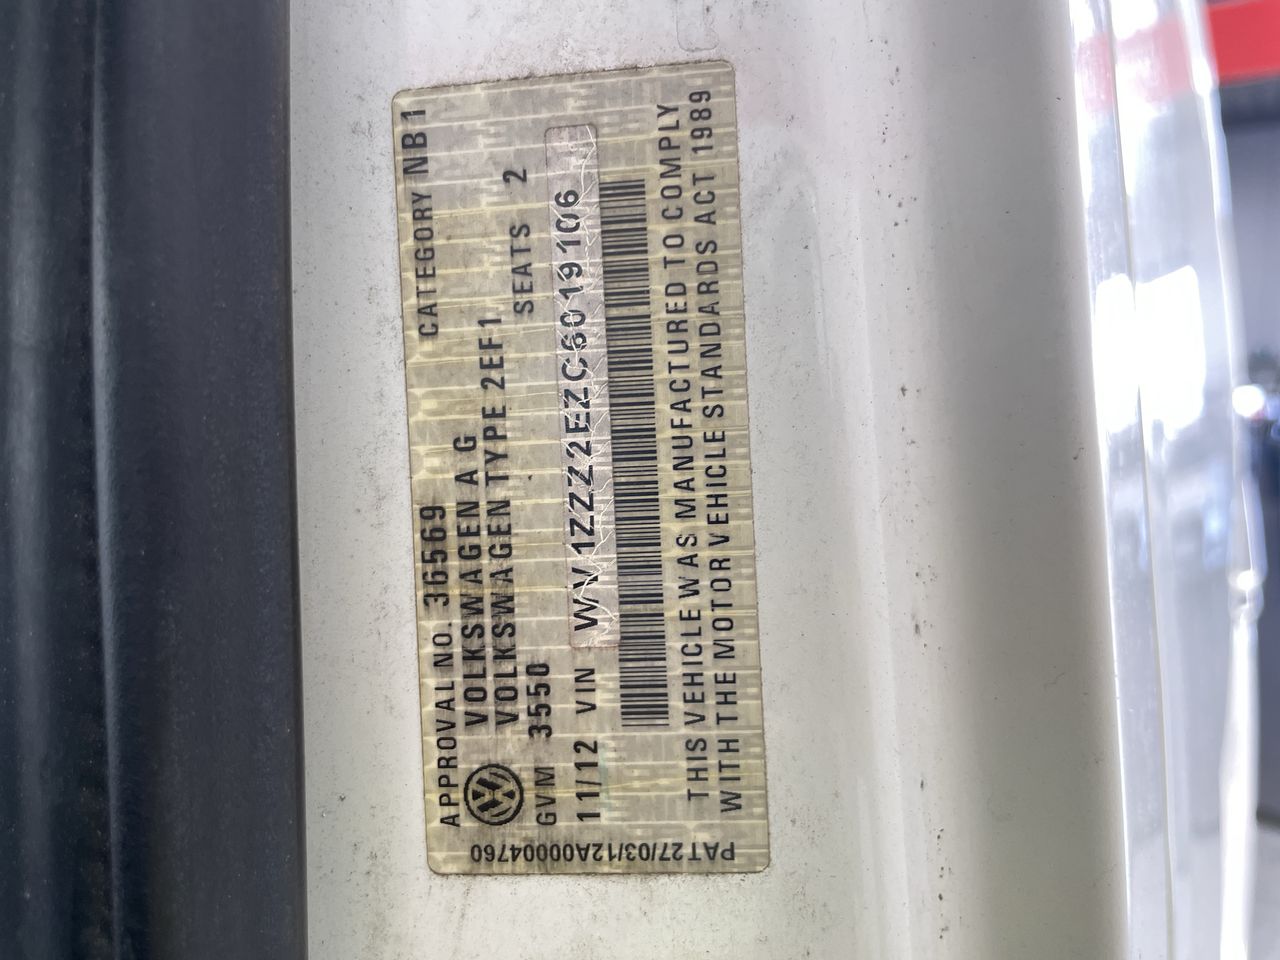 APPROVAL NO. 36569 CATEGORY NB1
VOLKSWAGEN A G
VOLKSWAGEN TYPE 2EF1
GVM 3550 SEATS 2
11/12 VIN WV1ZZZ2EZC6019106
THIS VEHICLE WAS MANUFACTURED TO COMPLY
WITH THE MOTOR VEHICLE STANDARDS ACT 1989
PAT27/03/12A00004760